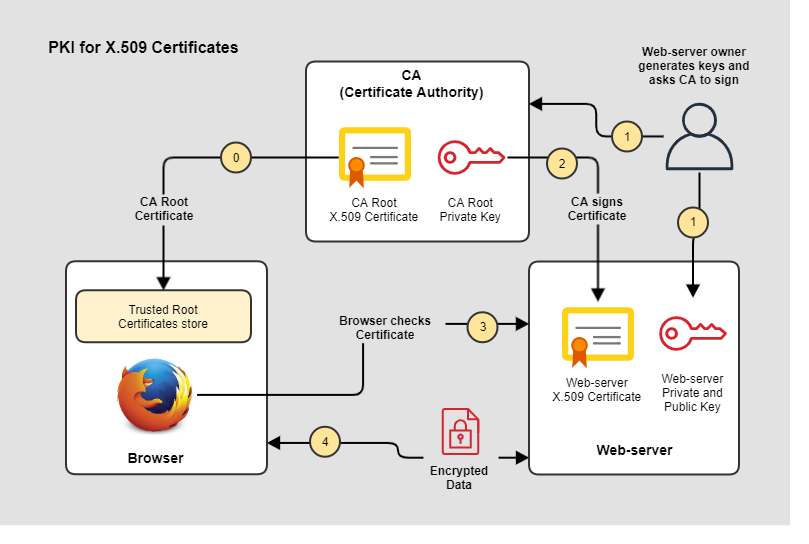 PKI for X.509 Certificates
Web-server owner
generates keys and
asks CA to sign
CA
(Certificate Authority)
1
0
2
CA Root
X.509 Certificate
CA Root
Private Key
CA Root
Certificate
CA signs
Certificate
1
Trusted Root
Certificates store
Browser checks
Certificate
3
Web-server
X.509 Certificate
Web-server
Private and
Public Key
4
Browser
Encrypted
Data
Web-server